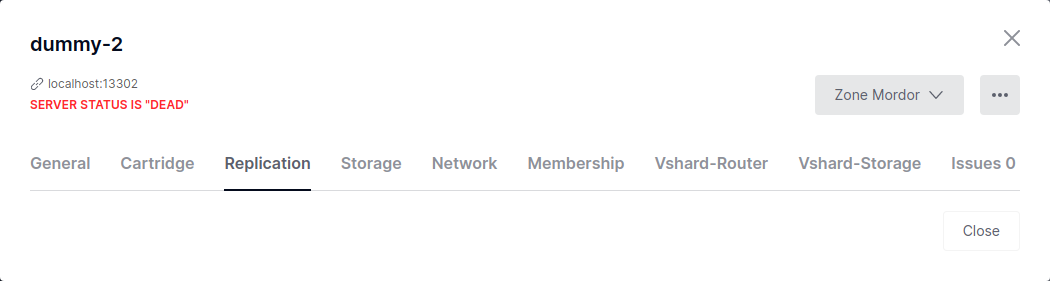 dummy-2
localhost:13302
SERVER STATUS IS "DEAD"
Zone Mordor
General Cartridge Replication Storage Network Membership Vshard-Router Vshard-Storage Issues 0
Close